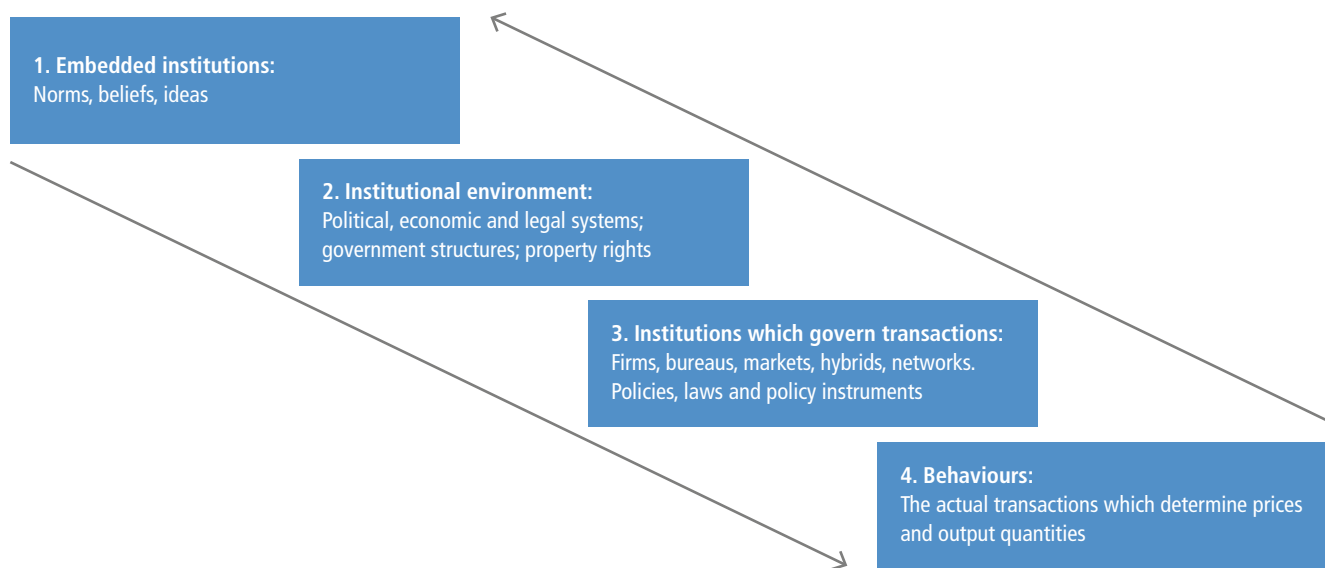 1. Embedded institutions:
Norms, beliefs, ideas
2. Institutional environment:
Political, economic and legal systems;
government structures; property rights
3. Institutions which govern transactions:
Firms, bureaus, markets, hybrids, networks.
Policies, laws and policy instruments
4. Behaviours:
The actual transactions which determine prices
and output quantities